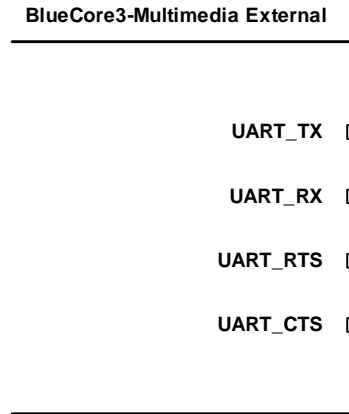 BlueCore3-Multimedia External
UART_TX
UART_RX
UART_RTS
UART_CTS